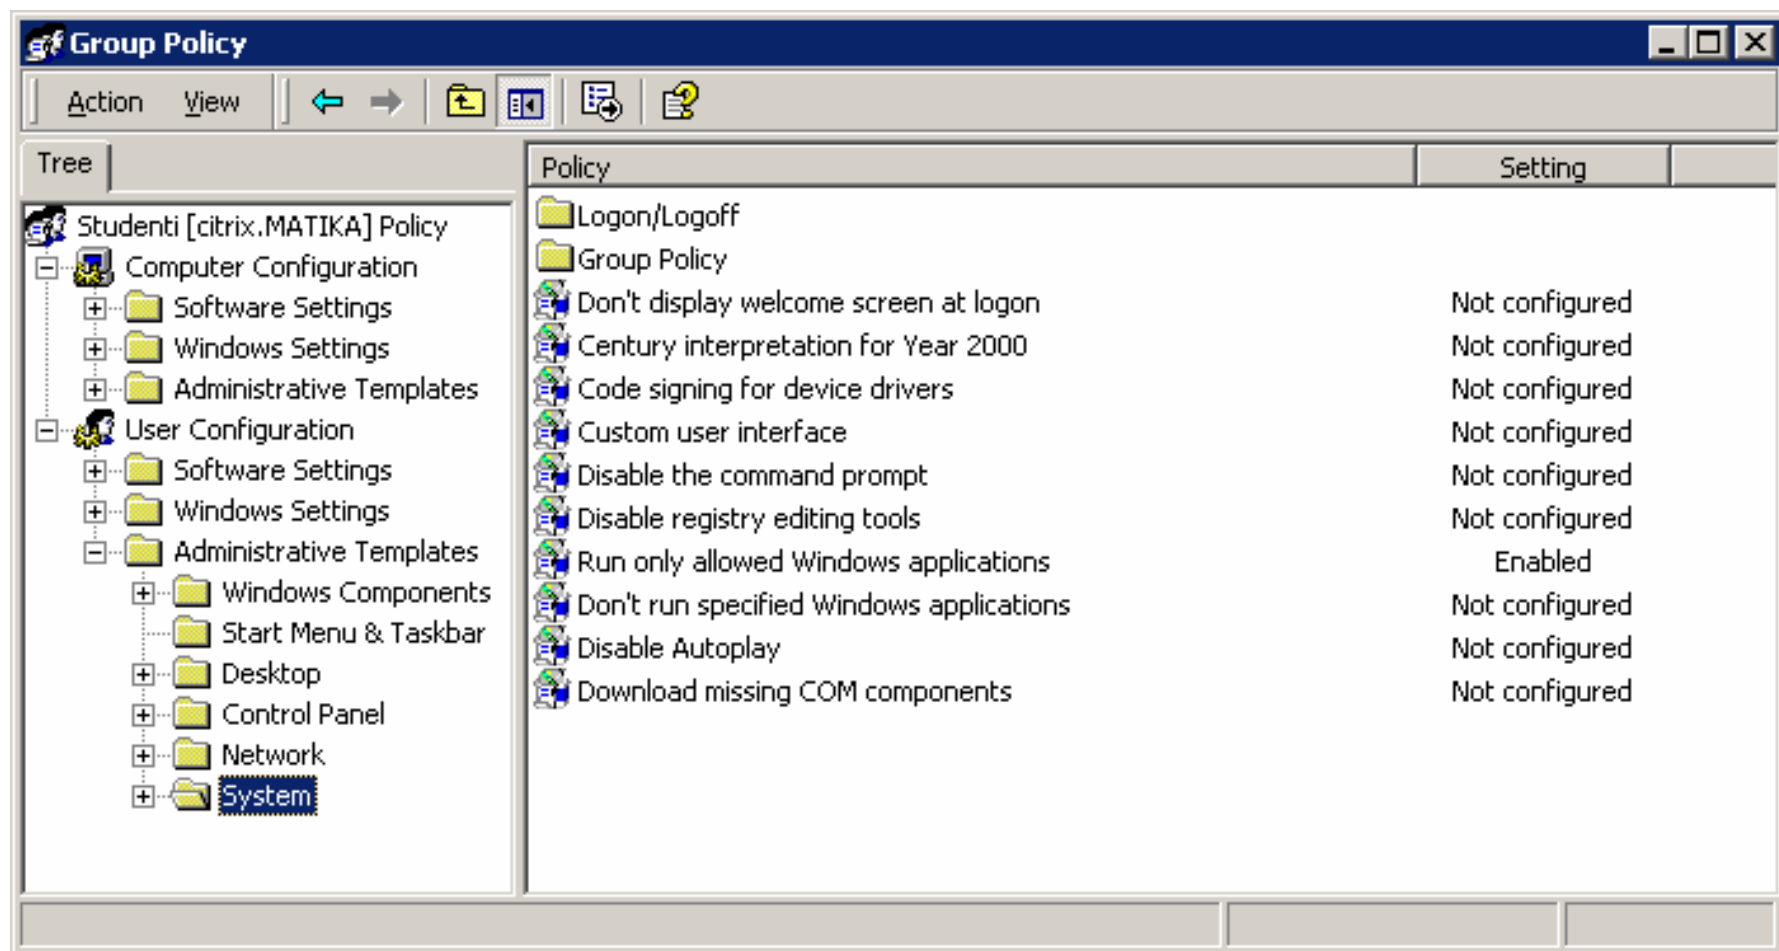 Group Policy
Action View
Tree
Studenti [citrix.MATIKA] Policy
Computer Configuration
Software Settings
Windows Settings
Administrative Templates
User Configuration
Software Settings
Windows Settings
Administrative Templates
Windows Components
Start Menu & Taskbar
Desktop
Control Panel
Network
System
Policy Setting
Logon/Logoff
Group Policy
Don't display welcome screen at logon Not configured
Century interpretation for Year 2000 Not configured
Code signing for device drivers Not configured
Custom user interface Not configured
Disable the command prompt Not configured
Disable registry editing tools Not configured
Run only allowed Windows applications Enabled
Don't run specified Windows applications Not configured
Disable Autoplay Not configured
Download missing COM components Not configured